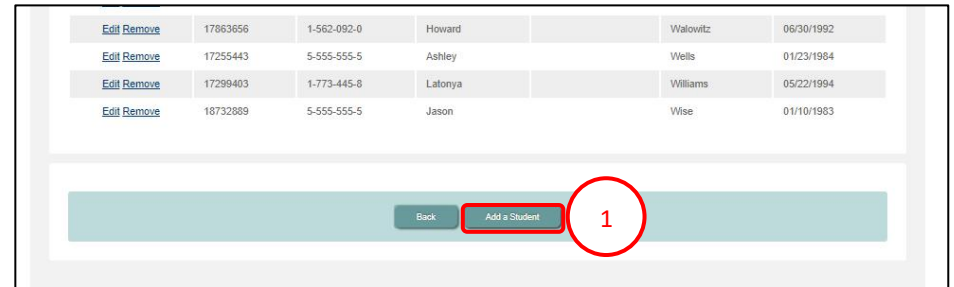 Edit Remove 17863656 1-562-092-0 Howard Walowitz 06/30/1992
Edit Remove 17255443 5-555-555-5 Ashley Wells 01/23/1984
Edit Remove 17299403 1-773-445-8 Latonya Williams 05/22/1994
Edit Remove 18732889 5-555-555-5 Jason Wise 01/10/1983
Back Add a Student 1